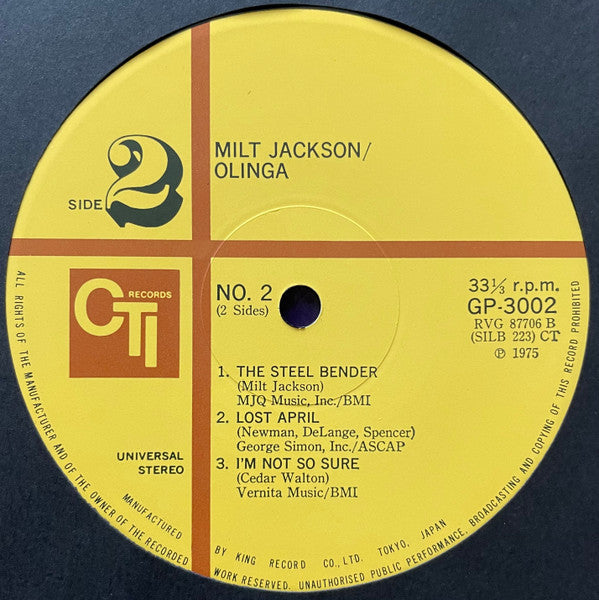 SIDE 2
MILT JACKSON/
OLINGA
CTI RECORDS
NO. 2
(2 Sides)
33⅓ r.p.m.
GP-3002
RVG 87706 B
(SILB 223) CT
℗ 1975
1. THE STEEL BENDER
(Milt Jackson)
MJQ Music, Inc./BMI
2. LOST APRIL
(Newman, DeLange, Spencer)
George Simon, Inc./ASCAP
3. I'M NOT SO SURE
(Cedar Walton)
Vernita Music/BMI
UNIVERSAL
STEREO
MANUFACTURED BY KING RECORD CO., LTD. TOKYO, JAPAN
ALL RIGHTS OF THE MANUFACTURER AND OF THE OWNER OF THE RECORDED WORK RESERVED. UNAUTHORISED PUBLIC PERFORMANCE, BROADCASTING AND COPYING OF THIS RECORD PROHIBITED